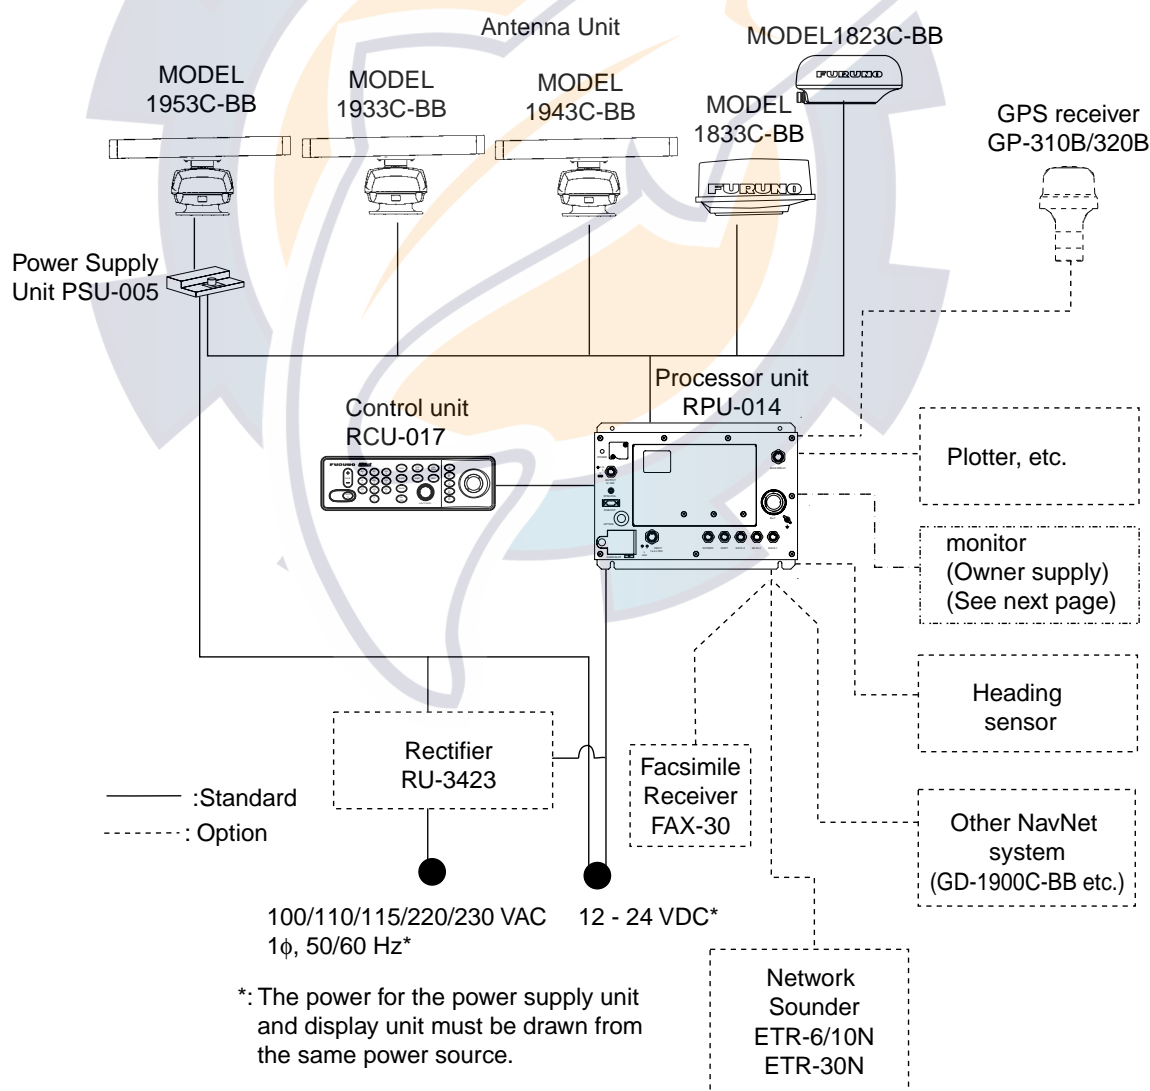 Antenna Unit
MODEL1823C-BB
FURUNO
MODEL
1953C-BB
MODEL
1933C-BB
MODEL
1943C-BB
MODEL
1833C-BB
FURUNO
GPS receiver
GP-310B/320B
Power Supply
Unit PSU-005
Processor unit
RPU-014
Control unit
RCU-017
FURUNO
Plotter, etc.
monitor
(Owner supply)
(See next page)
Heading
sensor
Rectifier
RU-3423
Facsimile
Receiver
FAX-30
Other NavNet
system
(GD-1900C-BB etc.)
:Standard
: Option
100/110/115/220/230 VAC
1ϕ, 50/60 Hz*
12 - 24 VDC*
*: The power for the power supply unit
and display unit must be drawn from
the same power source.
Network
Sounder
ETR-6/10N
ETR-30N